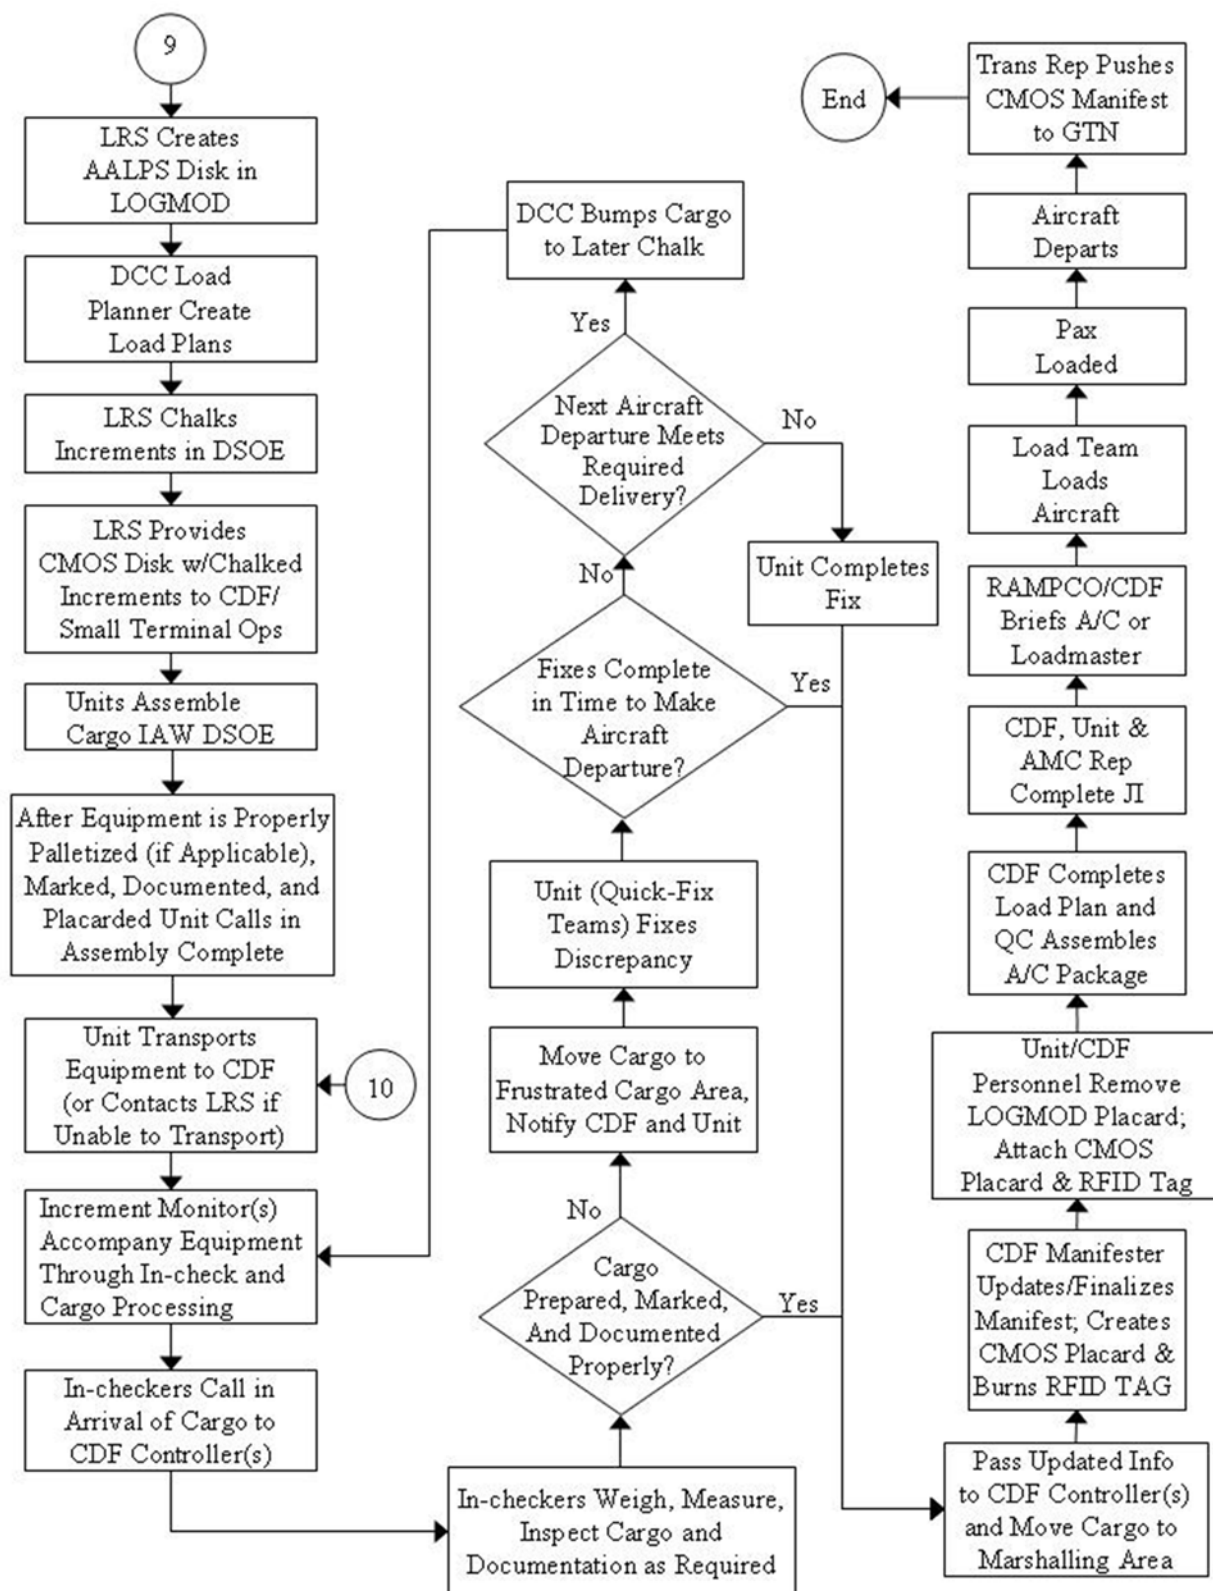 9
LRS Creates
AALPS Disk in
LOGMOD
DCC Load
Planner Create
Load Plans
LRS Chalks
Increments in DSOE
LRS Provides
CMOS Disk w/Chalked
Increments to CDF/
Small Terminal Ops
Units Assemble
Cargo IAW DSOE
After Equipment is Properly
Palletized (if Applicable),
Marked, Documented, and
Placarded Unit Calls in
Assembly Complete
Unit Transports
Equipment to CDF
(or Contacts LRS if
Unable to Transport)
10
Increment Monitor(s)
Accompany Equipment
Through In-check and
Cargo Processing
In-checkers Call in
Arrival of Cargo to
CDF Controller(s)
In-checkers Weigh, Measure,
Inspect Cargo and
Documentation as Required
Cargo
Prepared, Marked,
And Documented
Properly?
No
Yes
Move Cargo to
Frustrated Cargo Area,
Notify CDF and Unit
Unit (Quick-Fix
Teams) Fixes
Discrepancy
Fixes Complete
in Time to Make
Aircraft
Departure?
No
Yes
Next Aircraft
Departure Meets
Required
Delivery?
Yes
No
DCC Bumps Cargo
to Later Chalk
Unit Completes
Fix
Pass Updated Info
to CDF Controller(s)
and Move Cargo to
Marshalling Area
CDF Manifester
Updates/Finalizes
Manifest; Creates
CMOS Placard &
Burns RFID TAG
Unit/CDF
Personnel Remove
LOGMOD Placard;
Attach CMOS
Placard & RFID Tag
CDF Completes
Load Plan and
QC Assembles
A/C Package
CDF, Unit &
AMC Rep
Complete JI
RAMPCO/CDF
Briefs A/C or
Loadmaster
Load Team
Loads
Aircraft
Pax
Loaded
Aircraft
Departs
Trans Rep Pushes
CMOS Manifest
to GTN
End